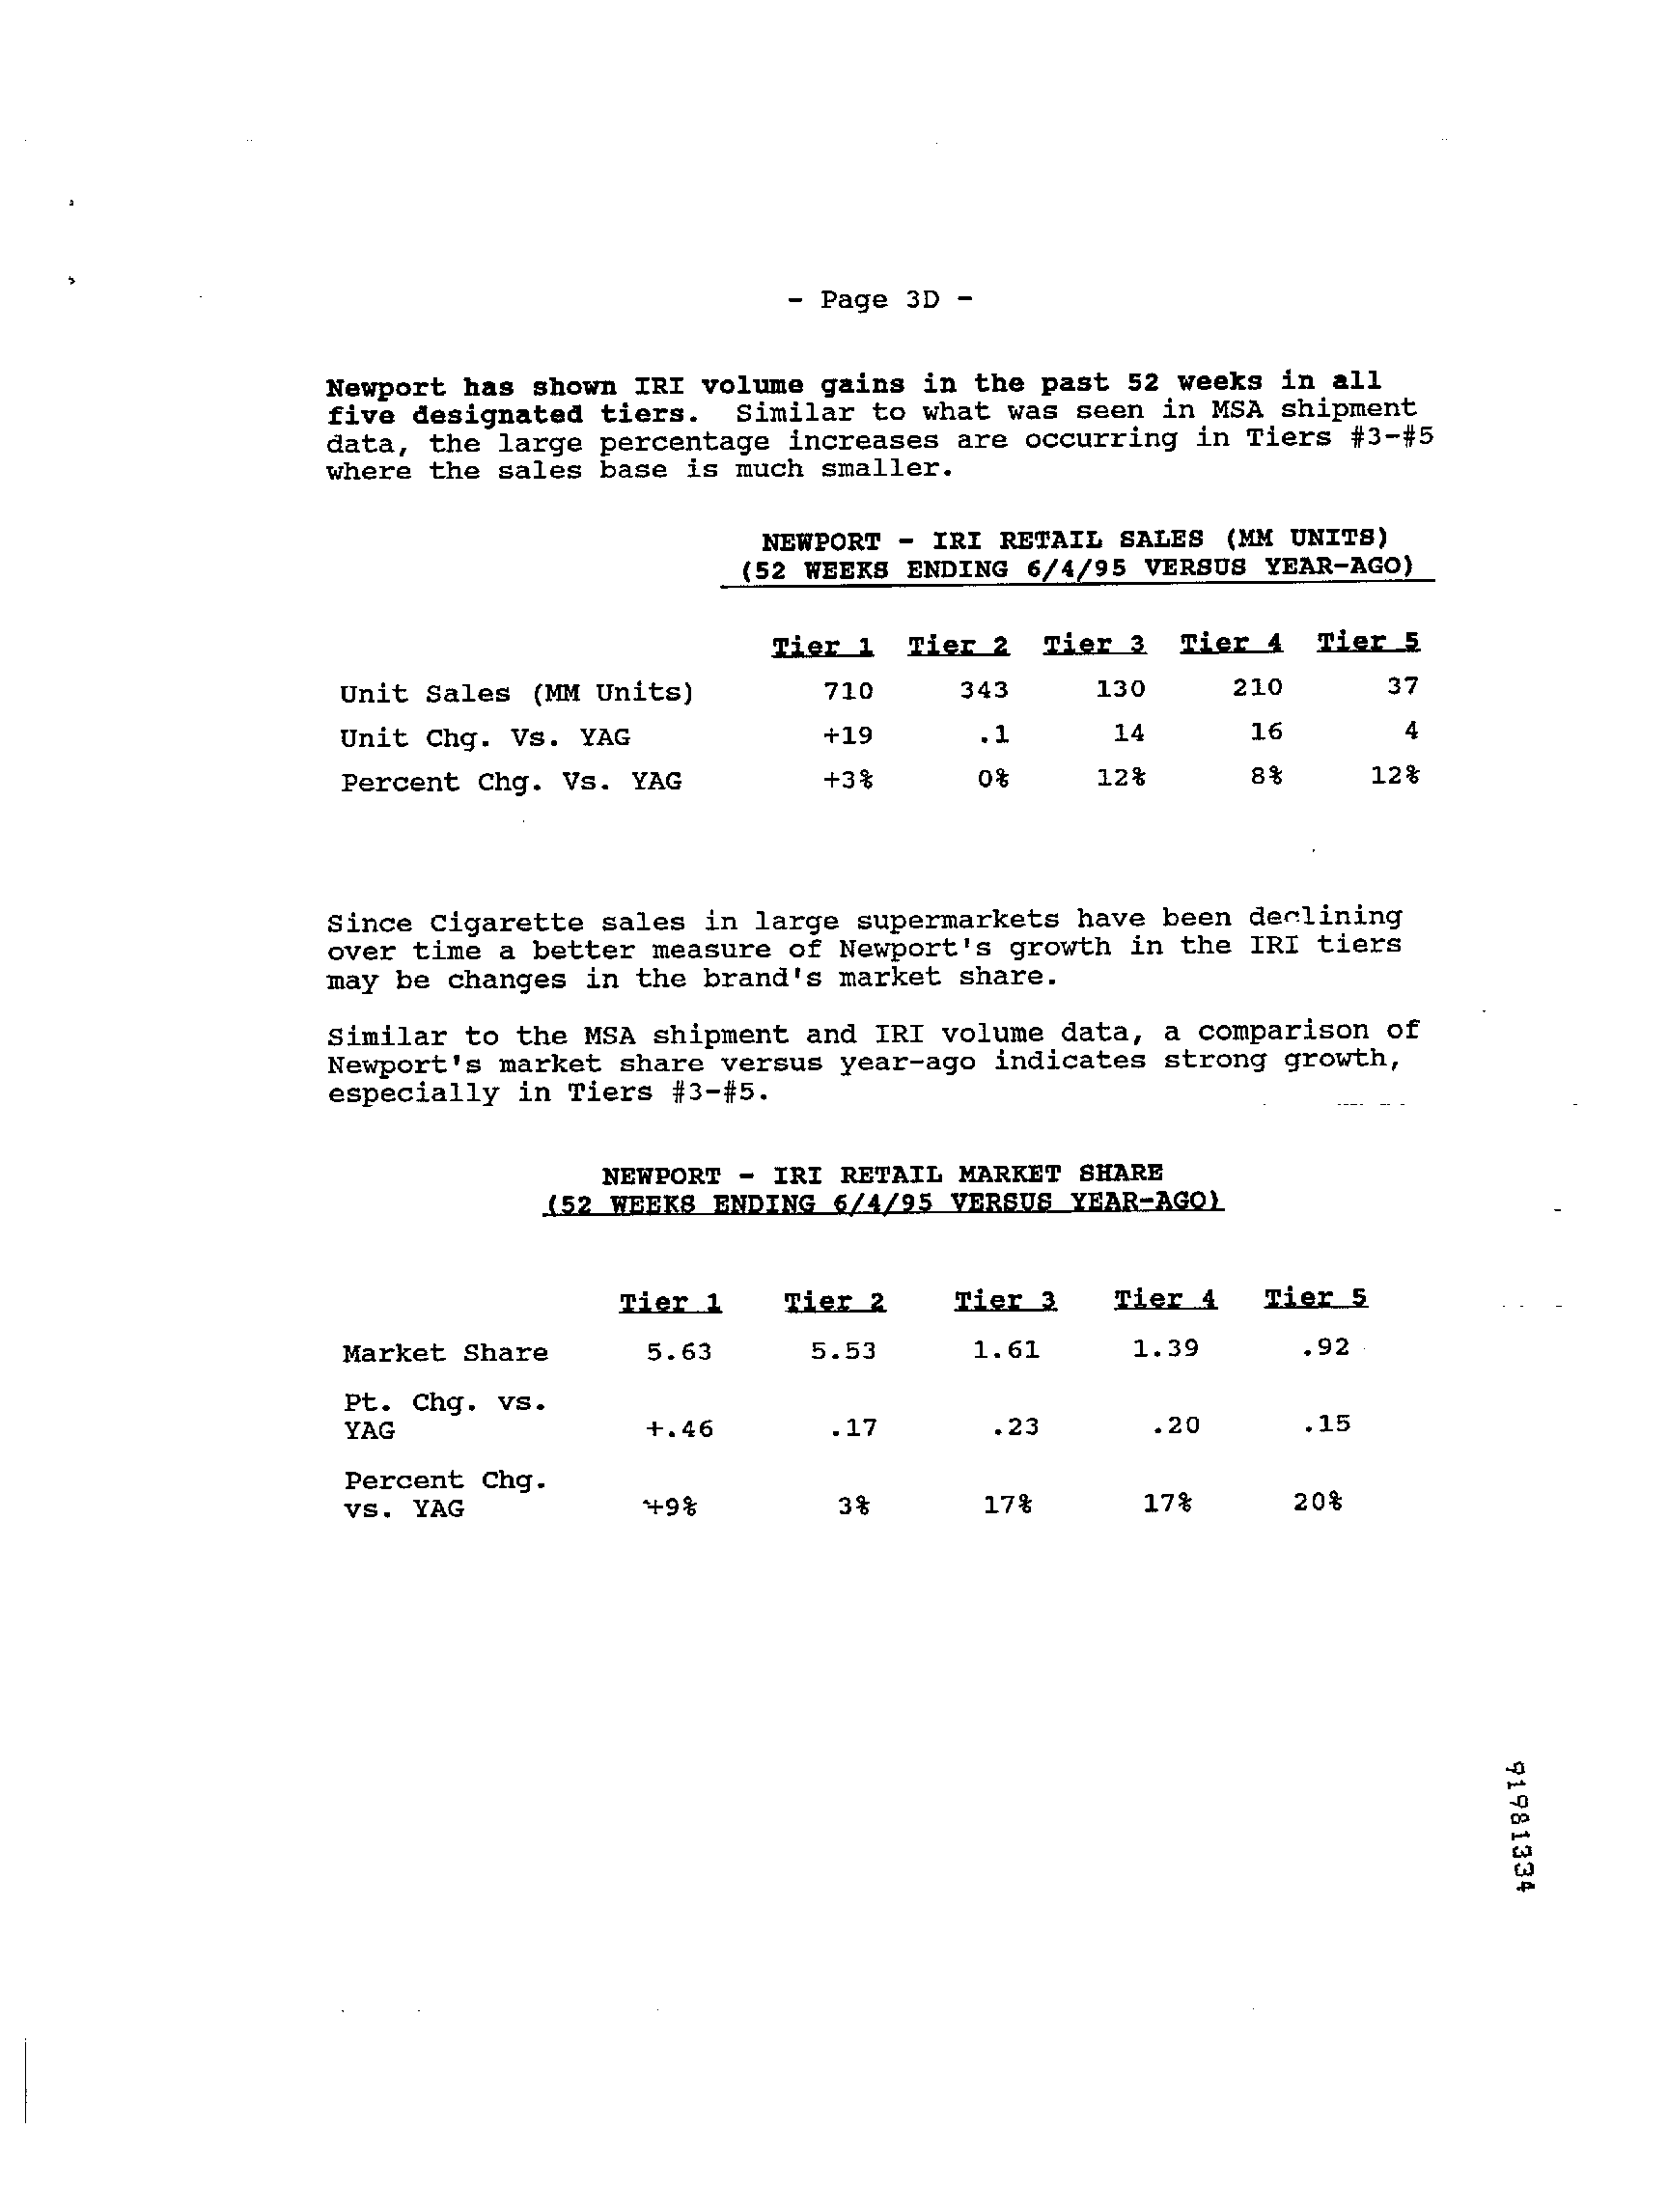 - Page 3D -
Newport has shown IRI volume gains in the past 52 weeks in all
five designated tiers. Similar to what was seen in MSA shipment
data, the large percentage increases are occurring in Tiers #3-#5
where the sales base is much smaller.
NEWPORT - IRI RETAIL SALES (MM UNITS)
(52 WEEKS ENDING 6/4/95 VERSUS YEAR-AGO)
Tier 1 Tier 2 Tier 3 Tier 4 Tier 5
Unit Sales (MM Units) 710 343 130 210 37
Unit Chg. Vs. YAG +19 .1 14 16 4
Percent Chg. Vs. YAG +3% 0% 12% 8% 12%
Since Cigarette sales in large supermarkets have been declining
over time a better measure of Newport's growth in the IRI tiers
may be changes in the brand's market share.
Similar to the MSA shipment and IRI volume data, a comparison of
Newport's market share versus year-ago indicates strong growth,
especially in Tiers #3-#5.
NEWPORT - IRI RETAIL MARKET SHARE
(52 WEEKS ENDING 6/4/95 VERSUS YEAR-AGO)
Tier 1 Tier 2 Tier 3 Tier 4 Tier 5
Market Share 5.63 5.53 1.61 1.39 .92
Pt. Chg. vs.
YAG +.46 .17 .23 .20 .15
Percent Chg.
vs. YAG +9% 3% 17% 17% 20%
91981334